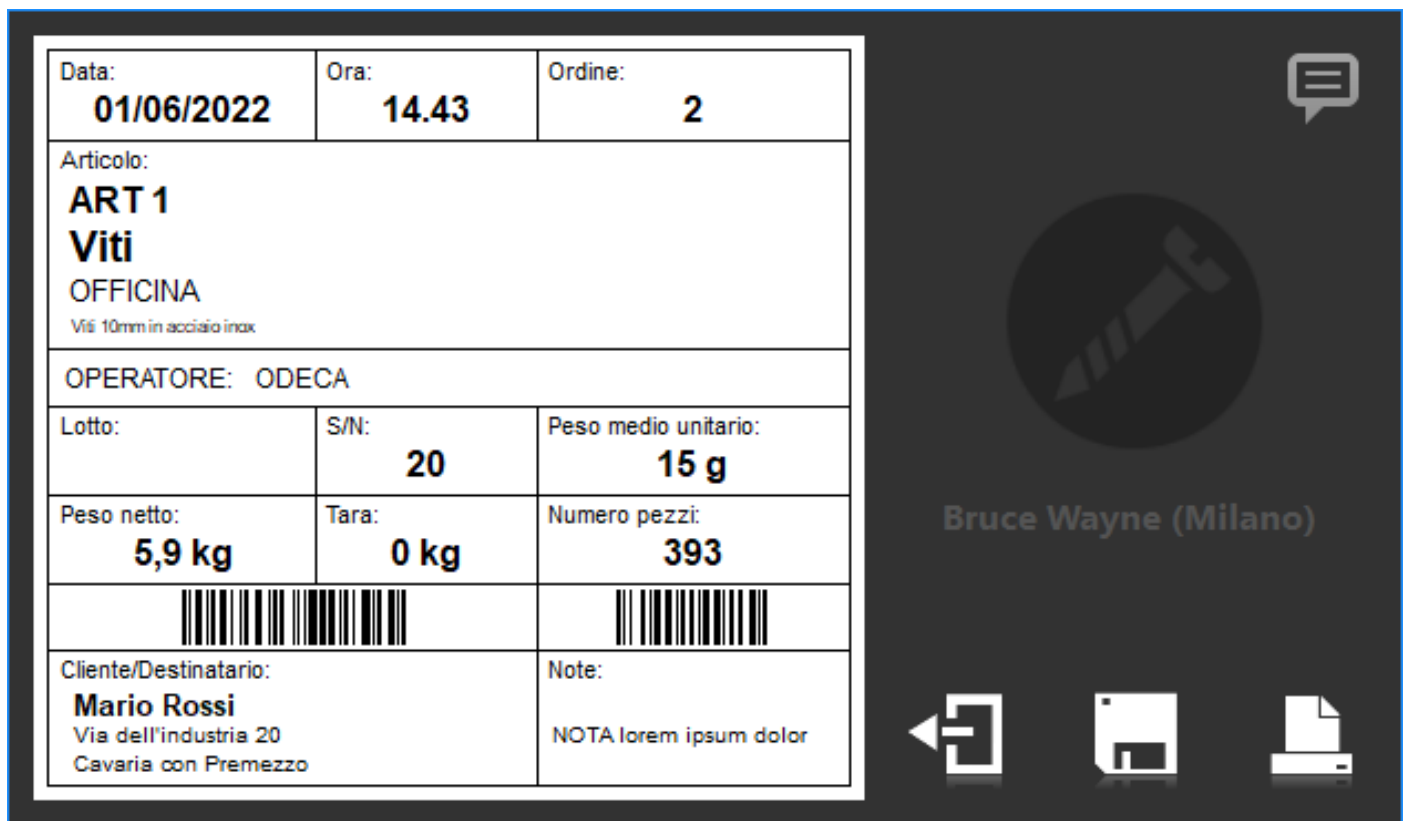 Data:
01/06/2022
Ora:
14.43
Ordine:
2
Articolo:
ART 1
Viti
OFFICINA
Viti 10mm in acciaio inox
OPERATORE: ODECA
Lotto:
S/N:
20
Peso medio unitario:
15 g
Peso netto:
5,9 kg
Tara:
0 kg
Numero pezzi:
393
Cliente/Destinatario:
Mario Rossi
Via dell'industria 20
Cavaria con Premezzo
Note:
NOTA lorem ipsum dolor
Bruce Wayne (Milano)